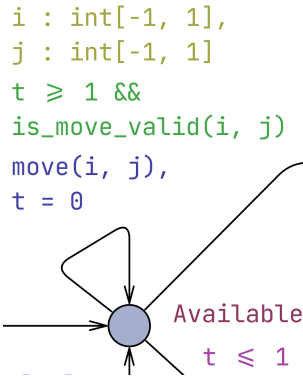 i : int[-1, 1],
j : int[-1, 1]
t ⩾ 1 &&
is_move_valid(i, j)
move(i, j),
t = 0
Available
t ⩽ 1